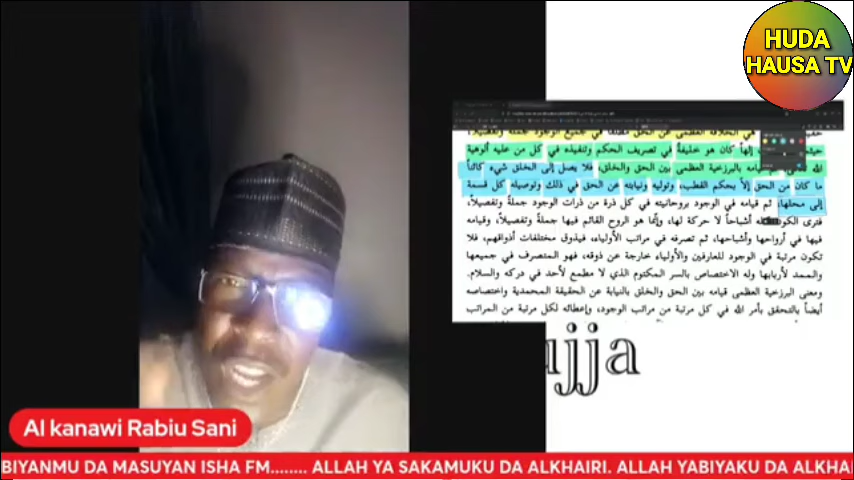 HUDA
HAUSA TV
هي الخلافة العظمى عن الحق مطلقا في جميع الوجود جملة وتفصيلا،
إلهاً كان هو خليفة في تصريف الحكم وتنفيذه في كل من عليه ألوهية
الله قيامه بالبرزخية العظمى بين الحق والخلق، فلا يصل إلى الخلق شيء كائناً
ما كان من الحق إلا بحكم القطب، وتوليه ونيابته عن الحق في ذلك وتوصيله كل قسمة
إلى محلها، ثم قيامه في الوجود بروحانيته في كل ذرة من ذرات الوجود جملة وتفصيلاً،
فترى الكون أشباحاً لا حركة لها، وإنما هو الروح القائم فيها جملة وتفصيلاً، وقيامه
فيها في أرواحها وأشباحها، ثم تصرفه في مراتب الأولياء، فيذوق مختلفات أذواقهم، فلا
تكون مرتبة في الوجود للعارفين والأولياء خارجة عن ذوقه، فهو المتصرف في جميعها
والممد لأربابها وله الاختصاص بالسر المكتوم الذي لا مطمع لأحد في دركه والسلام.
ومعنى البرزخية العظمى قيامه بين الحق والخلق بالنيابة عن الحقيقة المحمدية واختصاصه
أيضاً بالتحقق بأمر الله في كل مرتبة من مراتب الوجود، وإعطائه لكل مرتبة من المراتب
ujja
Al kanawi Rabiu Sani
BIYANMU DA MASUYAN ISHA FM........ ALLAH YA SAKAMUKU DA ALKHAIRI. ALLAH YABIYAKU DA ALKHAI